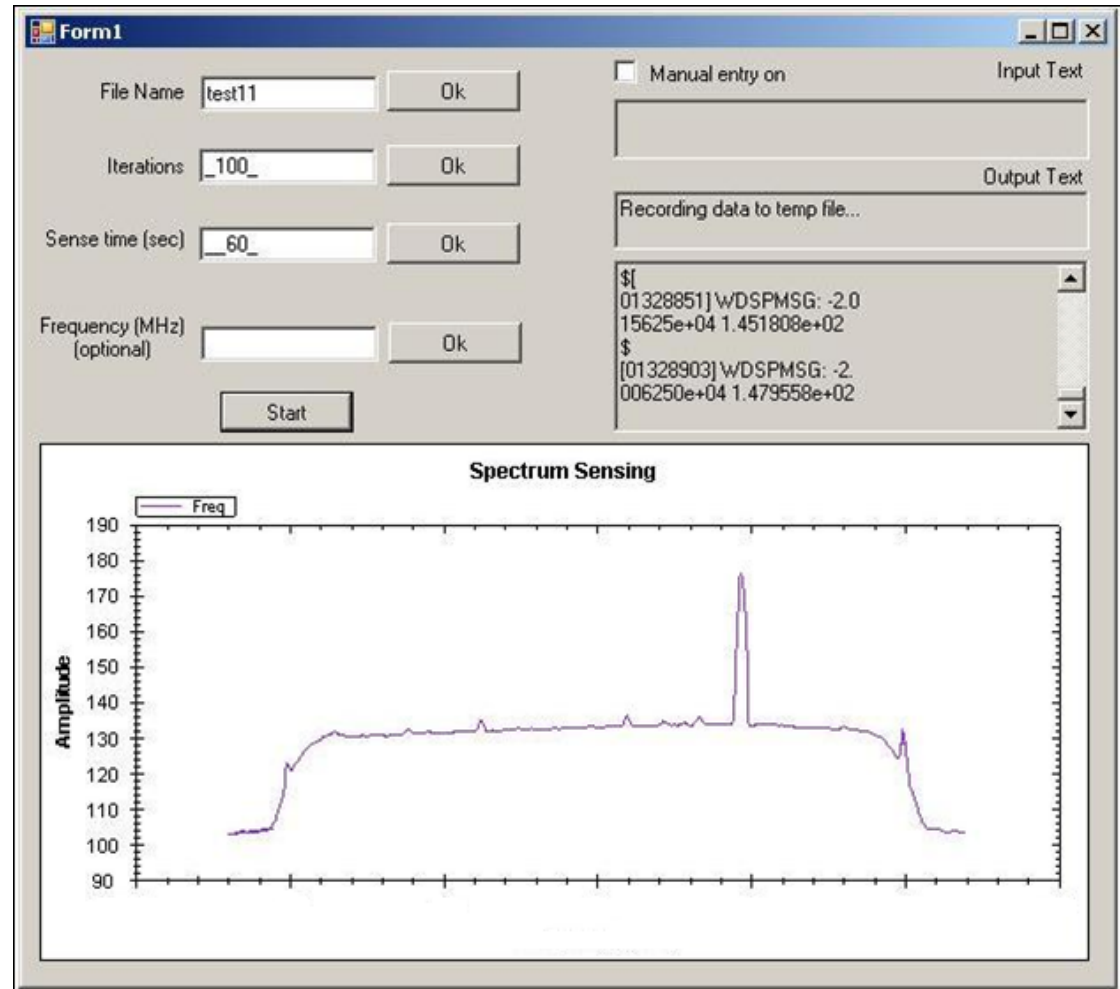 Form1
File Name test11 Ok
Iterations _100_ Ok
Sense time (sec) __60_ Ok
Frequency (MHz)
(optional) Ok
Start
Manual entry on Input Text
Output Text
Recording data to temp file...
$[
01328851] WDSPMSG: -2.0
15625e+04 1.451808e+02
$
[01328903] WDSPMSG: -2.
006250e+04 1.479558e+02
Spectrum Sensing
Freq
190
180
170
160
150
140
130
120
110
100
90
Amplitude